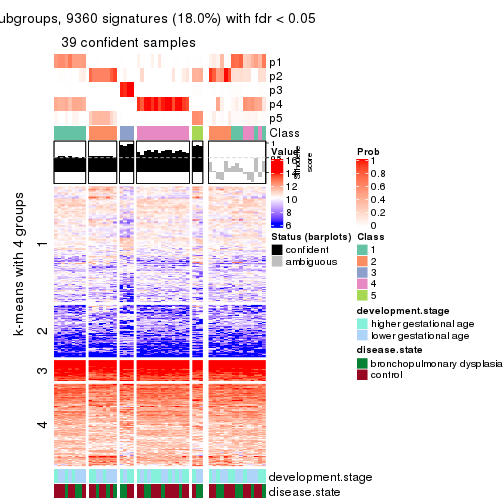 ubgroups, 9360 signatures (18.0%) with fdr < 0.05
39 confident samples
p1
p2
p3
p4
p5
Class
1
score
k-means with 4 groups
1
2
3
4
development.stage
disease.state
Value
16
14
12
10
8
6
Prob
1
0.8
0.6
0.4
0.2
0
Status (barplots)
confident
ambiguous
Class
1
2
3
4
5
development.stage
higher gestational age
lower gestational age
disease.state
bronchopulmonary dysplasia
control